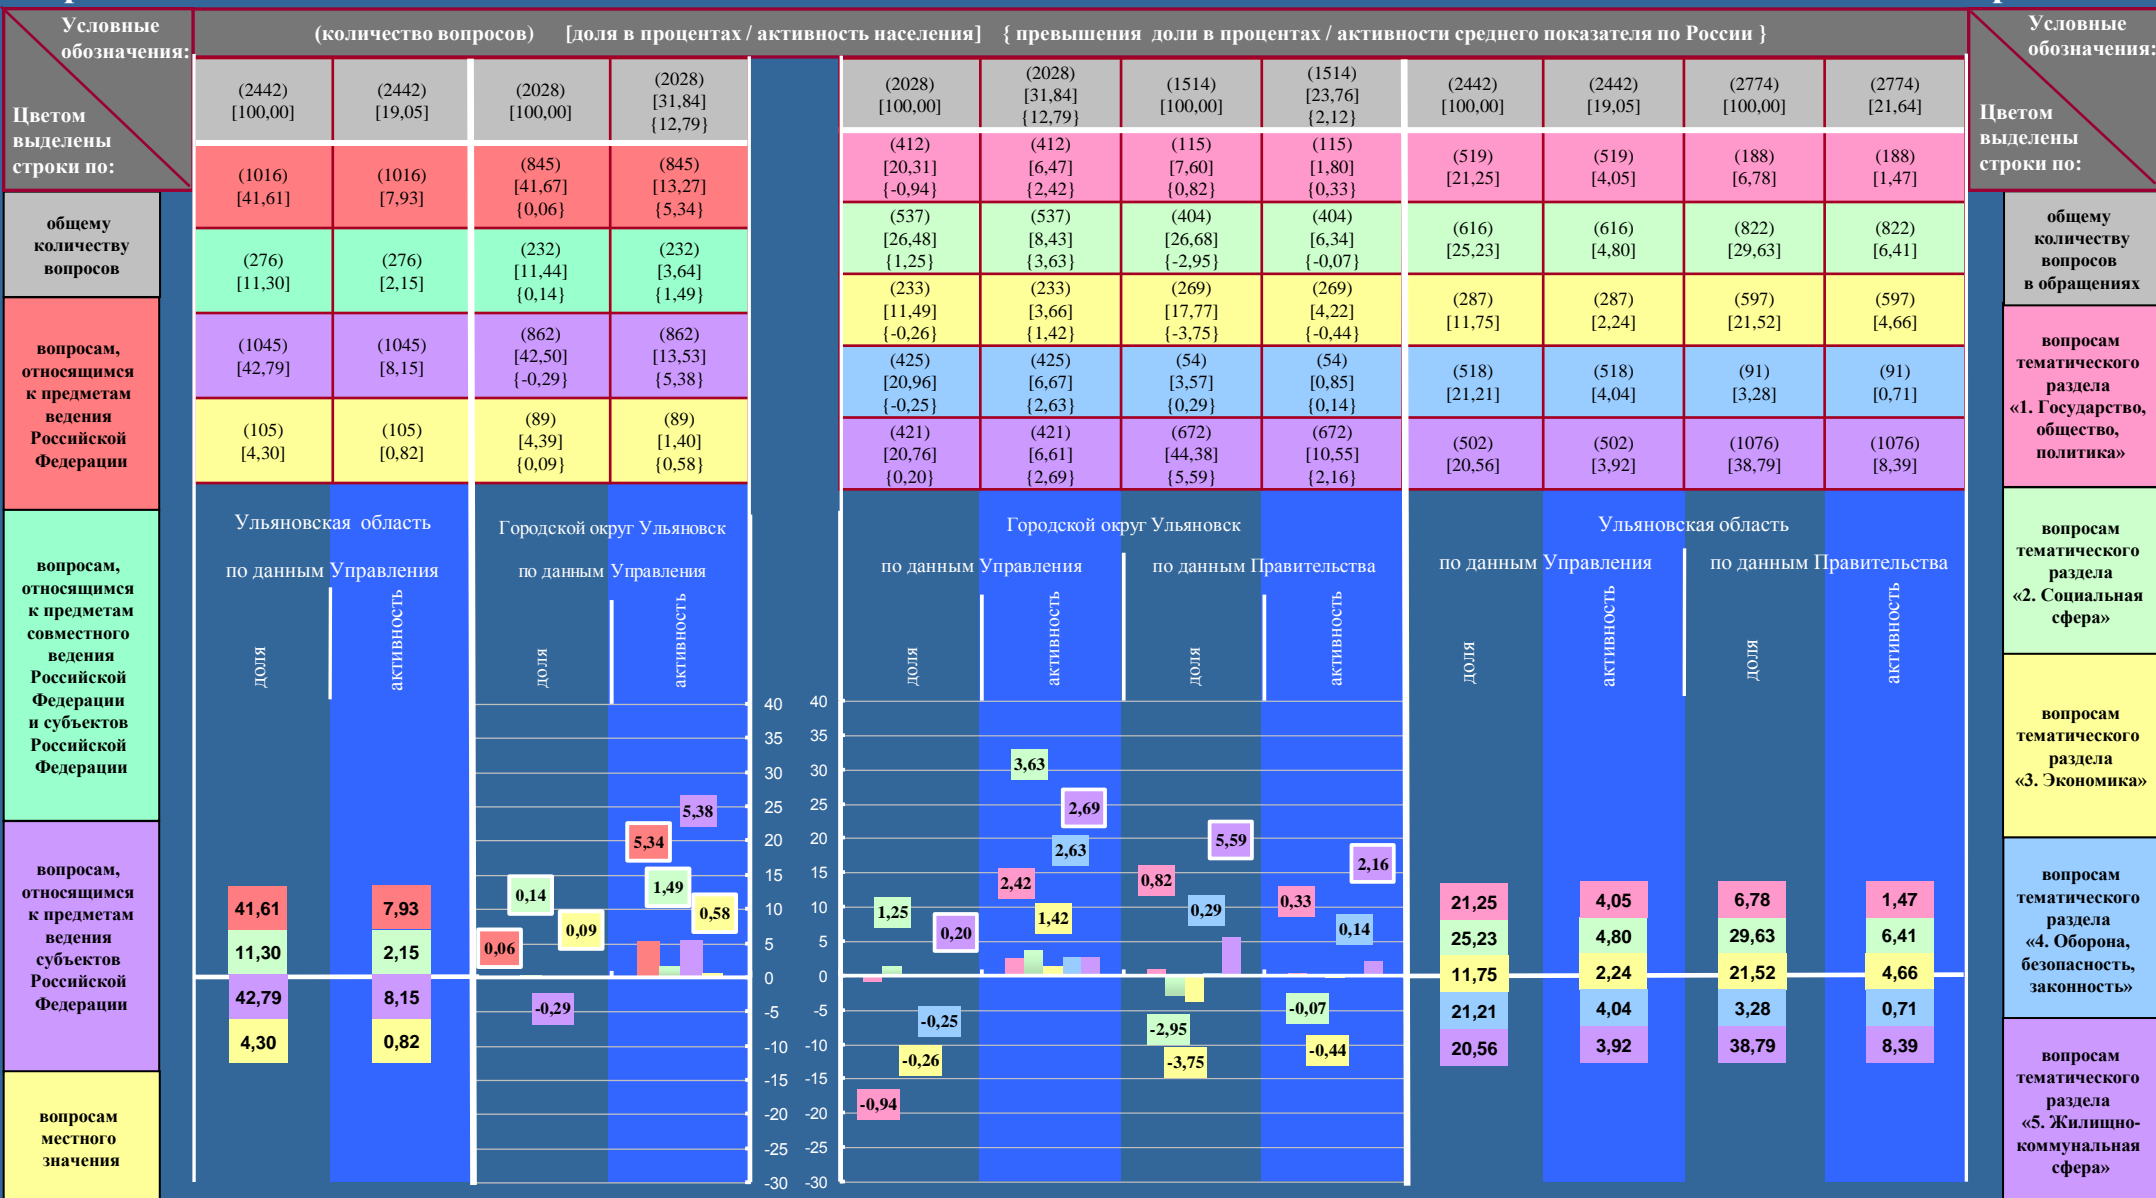 Условные
обозначения:
Цветом
выделены
строки по:
(количество вопросов) [доля в процентах / активность населения] { превышения доли в процентах / активности среднего показателя по России }
Условные
обозначения:
Цветом
выделены
строки по:
(2442)
[100,00]
(2442)
[19,05]
(2028)
[100,00]
(2028)
[31,84]
{12,79}
(1016)
[41,61]
(1016)
[7,93]
(845)
[41,67]
{0,06}
(845)
[13,27]
{5,34}
(276)
[11,30]
(276)
[2,15]
(232)
[11,44]
{0,14}
(232)
[3,64]
{1,49}
(1045)
[42,79]
(1045)
[8,15]
(862)
[42,50]
{-0,29}
(862)
[13,53]
{5,38}
(105)
[4,30]
(105)
[0,82]
(89)
[4,39]
{0,09}
(89)
[1,40]
{0,58}
(2028)
[100,00]
(2028)
[31,84]
{12,79}
(1514)
[100,00]
(1514)
[23,76]
{2,12}
(2442)
[100,00]
(2442)
[19,05]
(2774)
[100,00]
(2774)
[21,64]
(412)
[20,31]
{-0,94}
(412)
[6,47]
{2,42}
(115)
[7,60]
{0,82}
(115)
[1,80]
{0,33}
(519)
[21,25]
(519)
[4,05]
(188)
[6,78]
(188)
[1,47]
(537)
[26,48]
{1,25}
(537)
[8,43]
{3,63}
(404)
[26,68]
{-2,95}
(404)
[6,34]
{-0,07}
(616)
[25,23]
(616)
[4,80]
(822)
[29,63]
(822)
[6,41]
(233)
[11,49]
{-0,26}
(233)
[3,66]
{1,42}
(269)
[17,77]
{-3,75}
(269)
[4,22]
{-0,44}
(287)
[11,75]
(287)
[2,24]
(597)
[21,52]
(597)
[4,66]
(425)
[20,96]
{-0,25}
(425)
[6,67]
{2,63}
(54)
[3,57]
{0,29}
(54)
[0,85]
{0,14}
(518)
[21,21]
(518)
[4,04]
(91)
[3,28]
(91)
[0,71]
(421)
[20,76]
{0,20}
(421)
[6,61]
{2,69}
(672)
[44,38]
{5,59}
(672)
[10,55]
{2,16}
(502)
[20,56]
(502)
[3,92]
(1076)
[38,79]
(1076)
[8,39]
общему
количеству
вопросов
вопросам,
относящимся
к предметам
ведения
Российской
Федерации
вопросам,
относящимся
к предметам
совместного
ведения
Российской
Федерации
и субъектов
Российской
Федерации
вопросам,
относящимся
к предметам
ведения
субъектов
Российской
Федерации
вопросам
местного
значения
Ульяновская область
по данным Управления
доля
активность
Городской округ Ульяновск
по данным Управления
доля
активность
Городской округ Ульяновск
по данным Управления
по данным Правительства
доля
активность
доля
активность
Ульяновская область
по данным Управления
по данным Правительства
доля
активность
доля
активность
41,61
11,30
42,79
4,30
7,93
2,15
8,15
0,82
0,06
0,14
-0,29
0,09
5,34
1,49
5,38
0,58
40
35
30
25
20
15
10
5
0
-5
-10
-15
-20
-25
-30
40
35
30
25
20
15
10
5
0
-5
-10
-15
-20
-25
-30
-0,94
1,25
-0,26
-0,25
0,20
2,42
3,63
1,42
2,63
2,69
0,82
-2,95
-3,75
0,29
5,59
0,33
-0,07
-0,44
0,14
2,16
21,25
25,23
11,75
21,21
20,56
4,05
4,80
2,24
4,04
3,92
6,78
29,63
21,52
3,28
38,79
1,47
6,41
4,66
0,71
8,39
общему
количеству
вопросов
в обращениях
вопросам
тематического
раздела
«1. Государство,
общество,
политика»
вопросам
тематического
раздела
«2. Социальная
сфера»
вопросам
тематического
раздела
«3. Экономика»
вопросам
тематического
раздела
«4. Оборона,
безопасность,
законность»
вопросам
тематического
раздела
«5. Жилищно-
коммунальная
сфера»